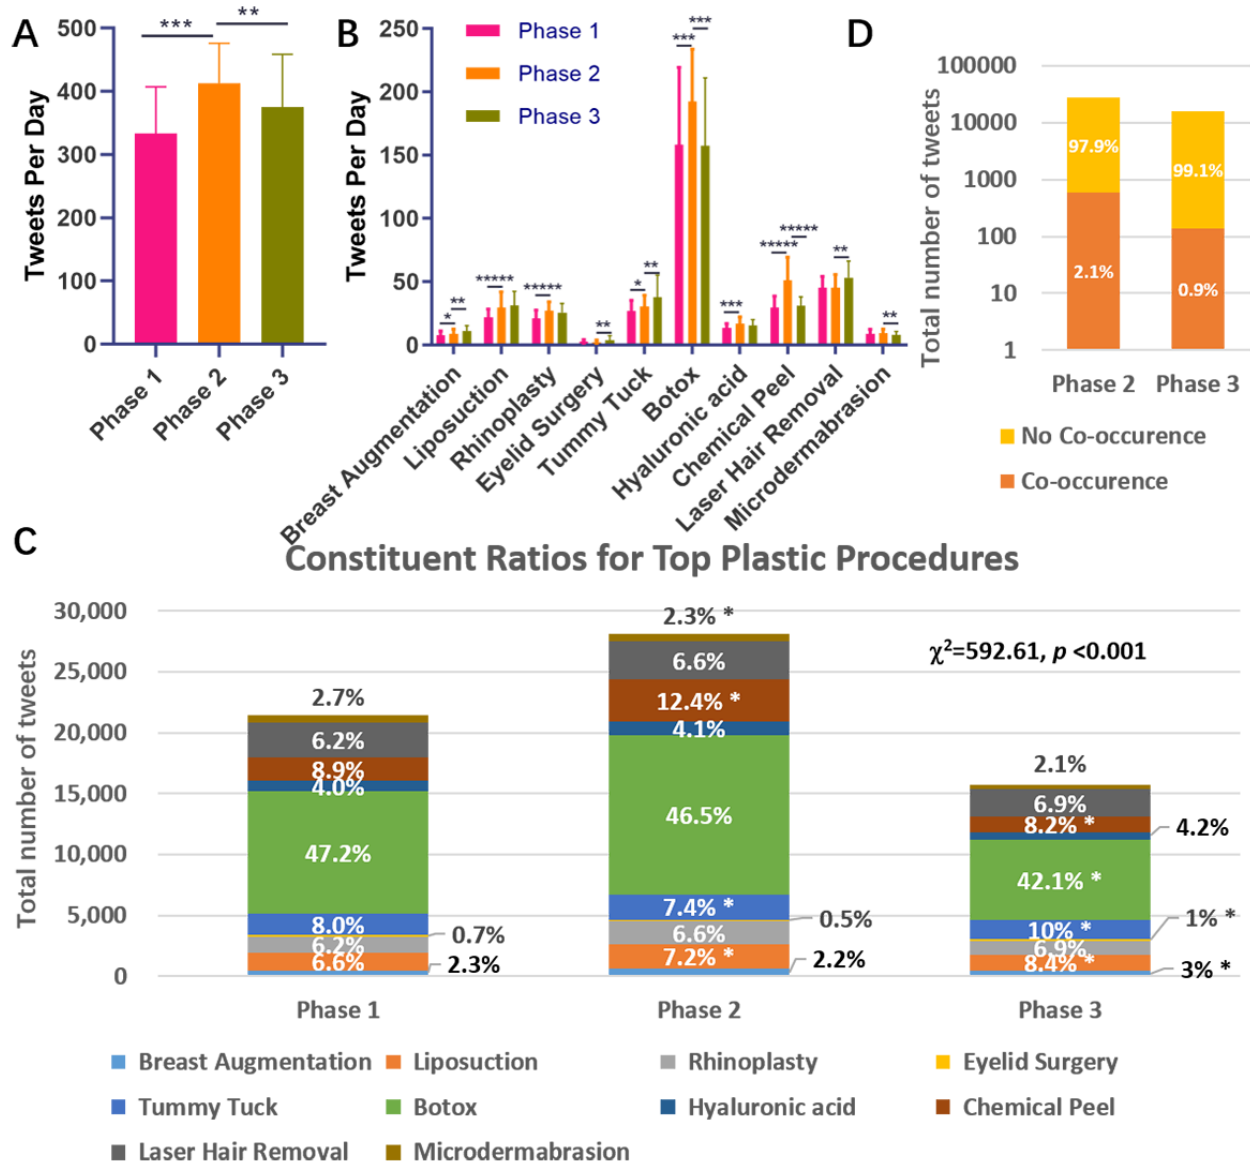 A
***
**
Tweets Per Day
500
400
300
200
100
0
Phase 1
Phase 2
Phase 3
B
Phase 1
Phase 2
Phase 3
Tweets Per Day
250
200
150
100
50
0
*
**
*****
*****
**
*
**
***
***
***
*****
*****
**
**
Breast Augmentation
Liposuction
Rhinoplasty
Eyelid Surgery
Tummy Tuck
Botox
Hyaluronic acid
Chemical Peel
Laser Hair Removal
Microdermabrasion
D
Total number of tweets
100000
10000
1000
100
10
1
97.9%
2.1%
99.1%
0.9%
Phase 2
Phase 3
No Co-occurence
Co-occurence
C
Constituent Ratios for Top Plastic Procedures
Total number of tweets
30,000
25,000
20,000
15,000
10,000
5,000
0
χ²=592.61, p <0.001
2.7%
6.2%
8.9%
4.0%
47.2%
8.0%
0.7%
6.2%
6.6%
2.3%
2.3% *
6.6%
12.4% *
4.1%
46.5%
7.4% *
0.5%
6.6%
7.2% *
2.2%
2.1%
6.9%
8.2% *
4.2%
42.1% *
10% *
1% *
6.9%
8.4% *
3% *
Phase 1
Phase 2
Phase 3
Breast Augmentation
Liposuction
Rhinoplasty
Eyelid Surgery
Tummy Tuck
Botox
Hyaluronic acid
Chemical Peel
Laser Hair Removal
Microdermabrasion